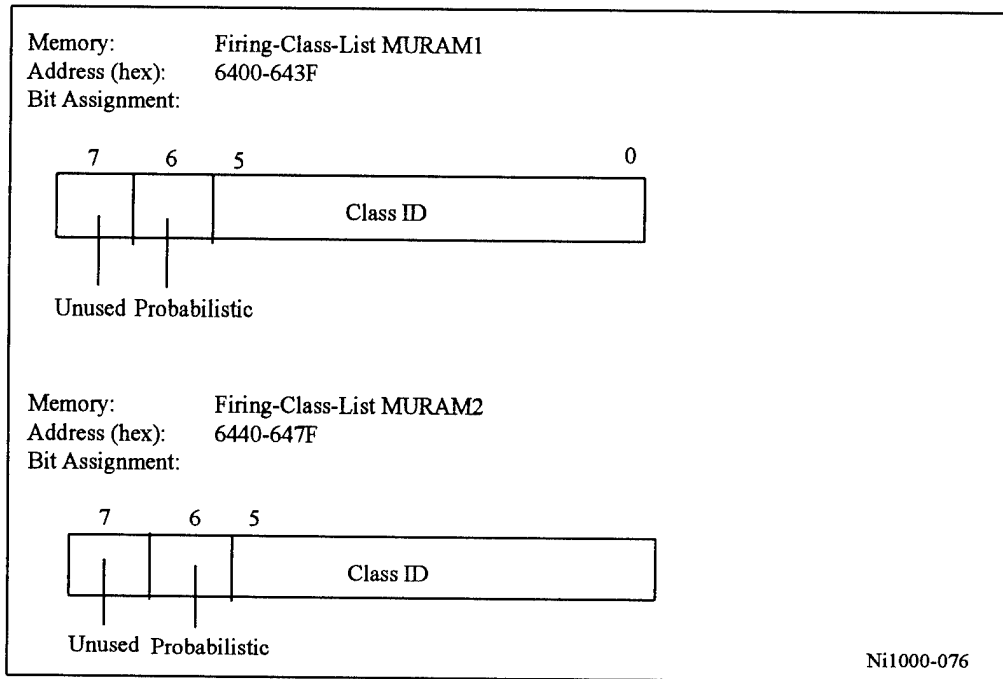 Memory: Firing-Class-List MURAM1
Address (hex): 6400-643F
Bit Assignment:
7 6 5 0
Class ID
Unused Probabilistic
Memory: Firing-Class-List MURAM2
Address (hex): 6440-647F
Bit Assignment:
7 6 5
Class ID
Unused Probabilistic
Ni1000-076